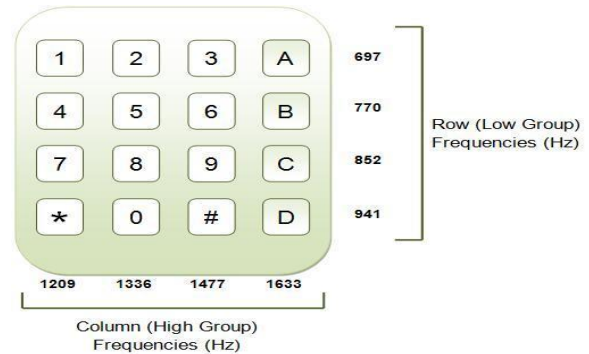 1 2 3 A 697
4 5 6 B 770
Row (Low Group)
Frequencies (Hz)
7 8 9 C 852
* 0 # D 941
1209 1336 1477 1633
Column (High Group)
Frequencies (Hz)